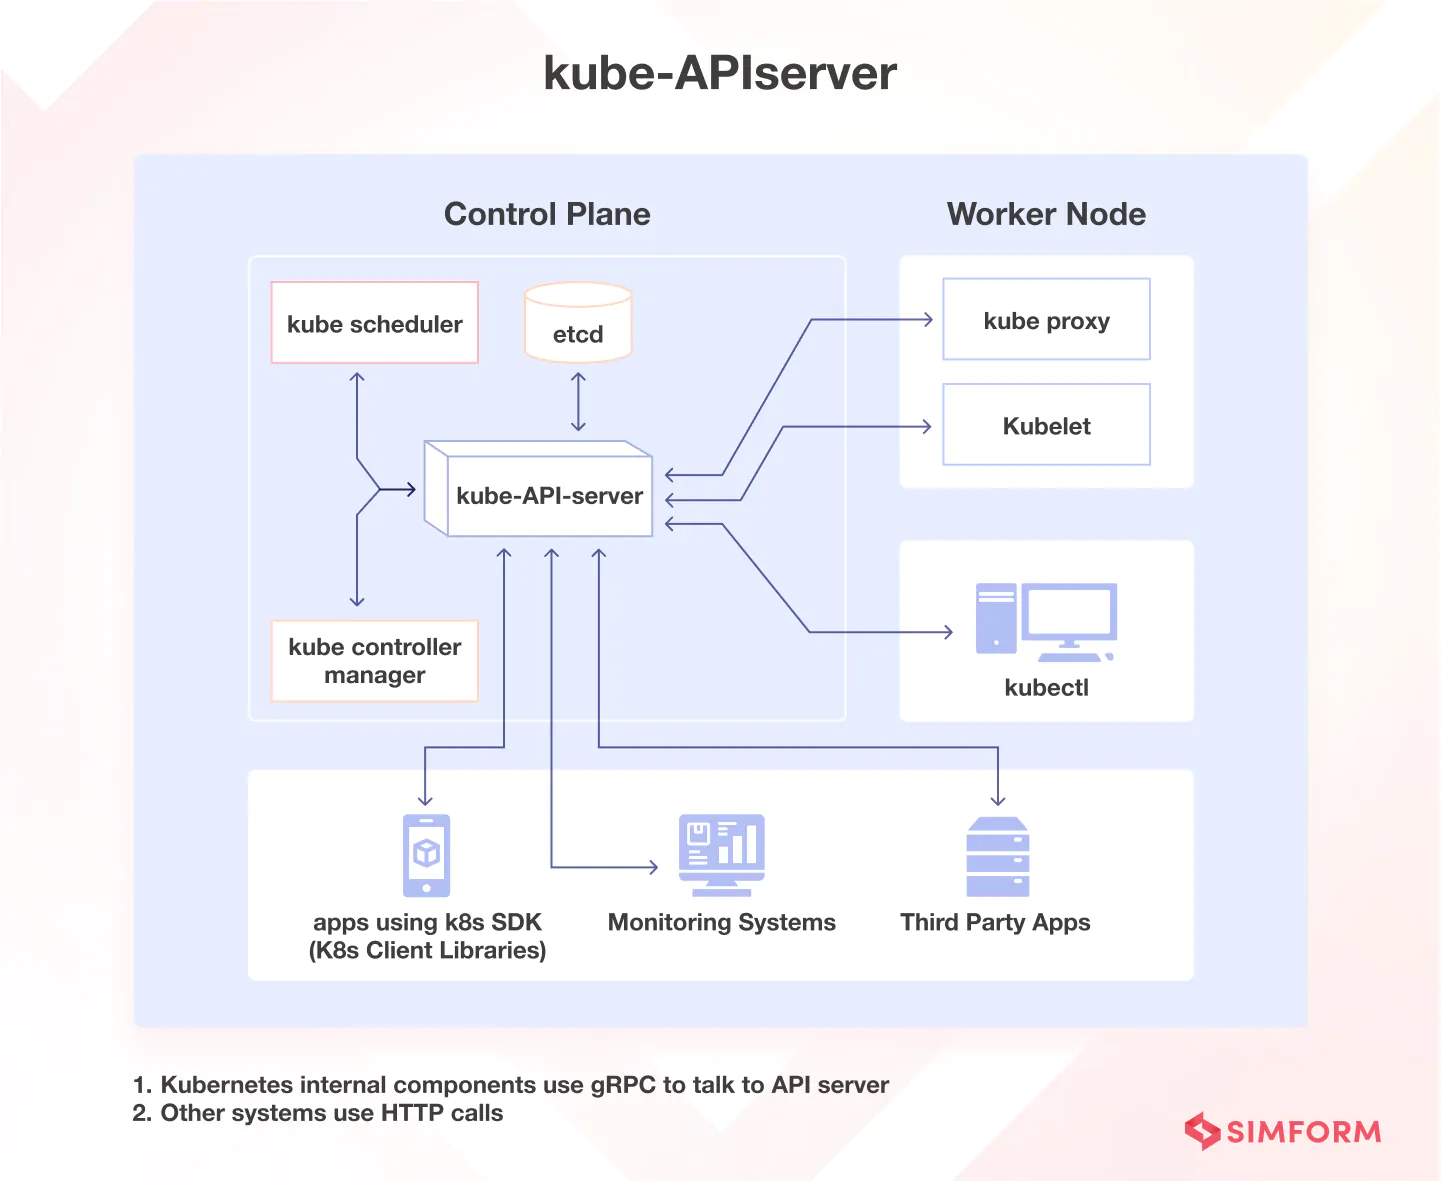 kube-APIserver
Control Plane
Worker Node
kube scheduler
etcd
kube proxy
Kubelet
kube-API-server
kube controller
manager
kubectl
apps using k8s SDK
(K8s Client Libraries)
Monitoring Systems
Third Party Apps
1. Kubernetes internal components use gRPC to talk to API server
2. Other systems use HTTP calls
SIMFORM